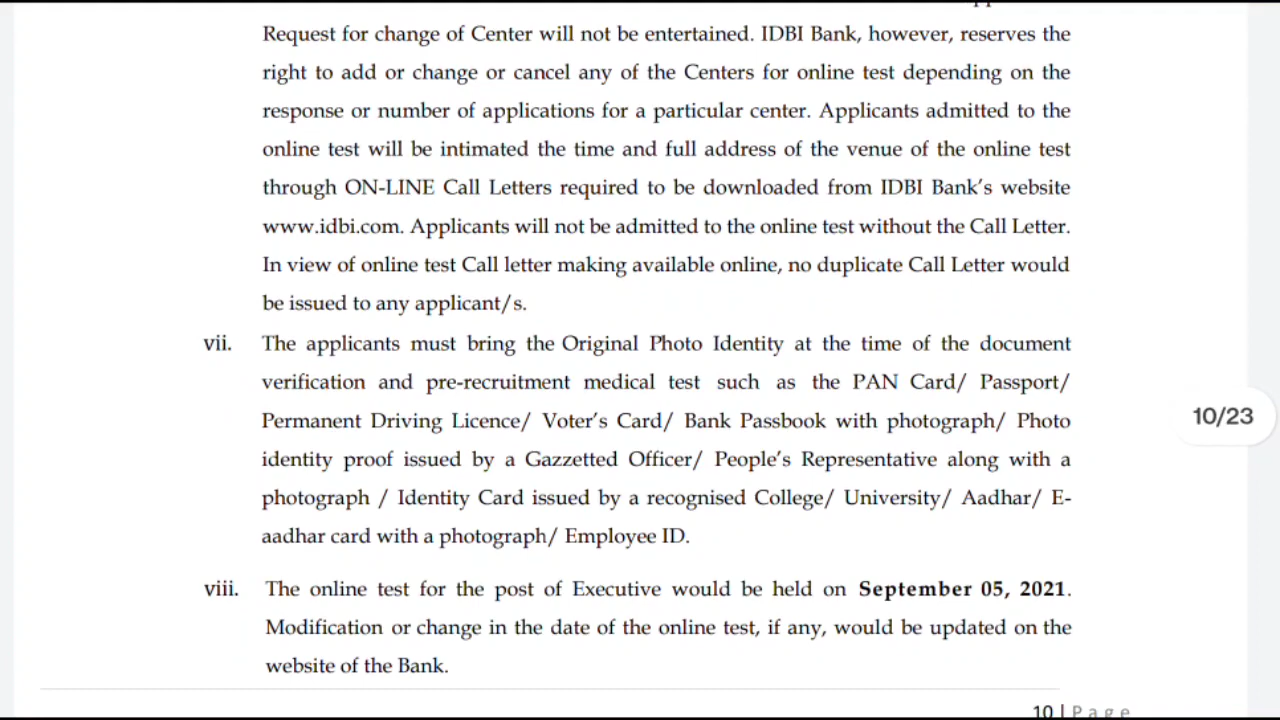 Request for change of Center will not be entertained. IDBI Bank, however, reserves the
right to add or change or cancel any of the Centers for online test depending on the
response or number of applications for a particular center. Applicants admitted to the
online test will be intimated the time and full address of the venue of the online test
through ON-LINE Call Letters required to be downloaded from IDBI Bank's website
www.idbi.com. Applicants will not be admitted to the online test without the Call Letter.
In view of online test Call letter making available online, no duplicate Call Letter would
be issued to any applicant/s.
vii. The applicants must bring the Original Photo Identity at the time of the document
verification and pre-recruitment medical test such as the PAN Card/ Passport/
Permanent Driving Licence/ Voter's Card/ Bank Passbook with photograph/ Photo
10/23
identity proof issued by a Gazzetted Officer/ People's Representative along with a
photograph / Identity Card issued by a recognised College/ University/ Aadhar/ E-
aadhar card with a photograph/ Employee ID.
viii. The online test for the post of Executive would be held on September 05, 2021.
Modification or change in the date of the online test, if any, would be updated on the
website of the Bank.
10 | Page